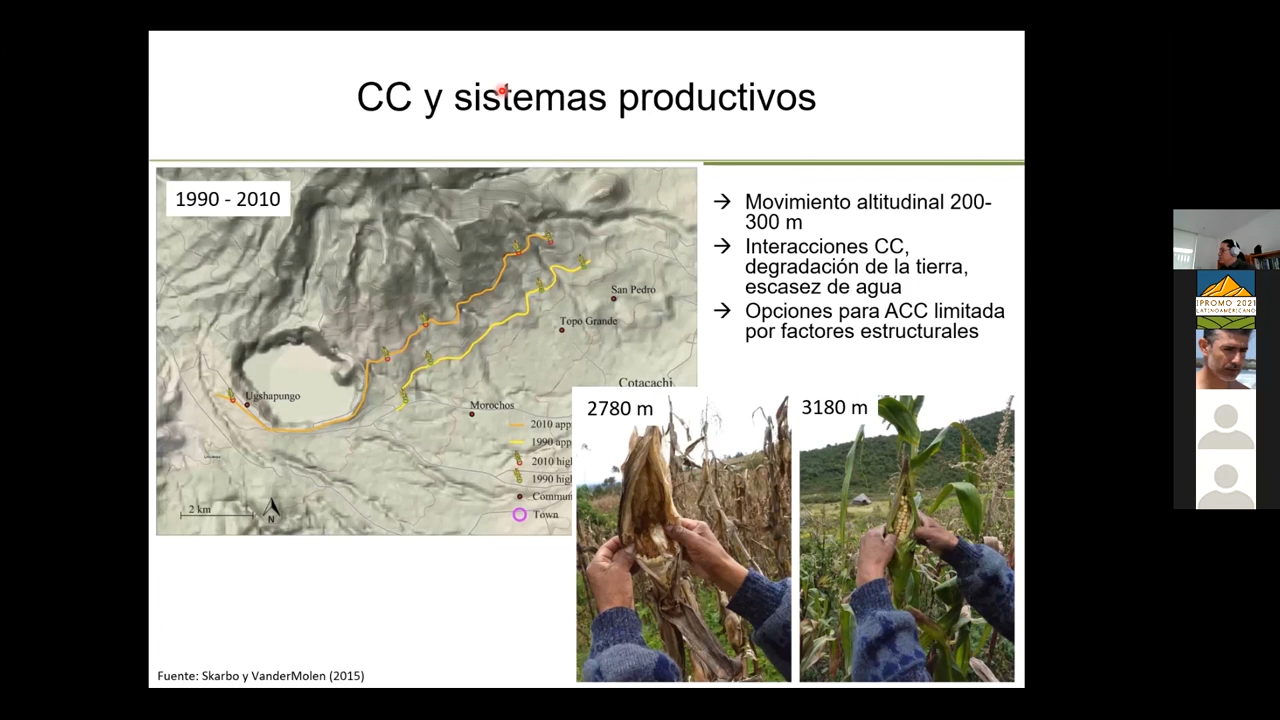 CC y sistemas productivos
1990 - 2010
Movimiento altitudinal 200-
300 m
Interacciones CC,
degradación de la tierra,
escasez de agua
Opciones para ACC limitada
por factores estructurales
San Pedro
Topo Grande
Cotacachi
Ugshapungo
Morochos
2010 app
1990 app
2010 high
1990 high
Commun
Town
2 km
N
2780 m
3180 m
Fuente: Skarbo y VanderMolen (2015)
IPROMO 2021
LATINOAMERICANO